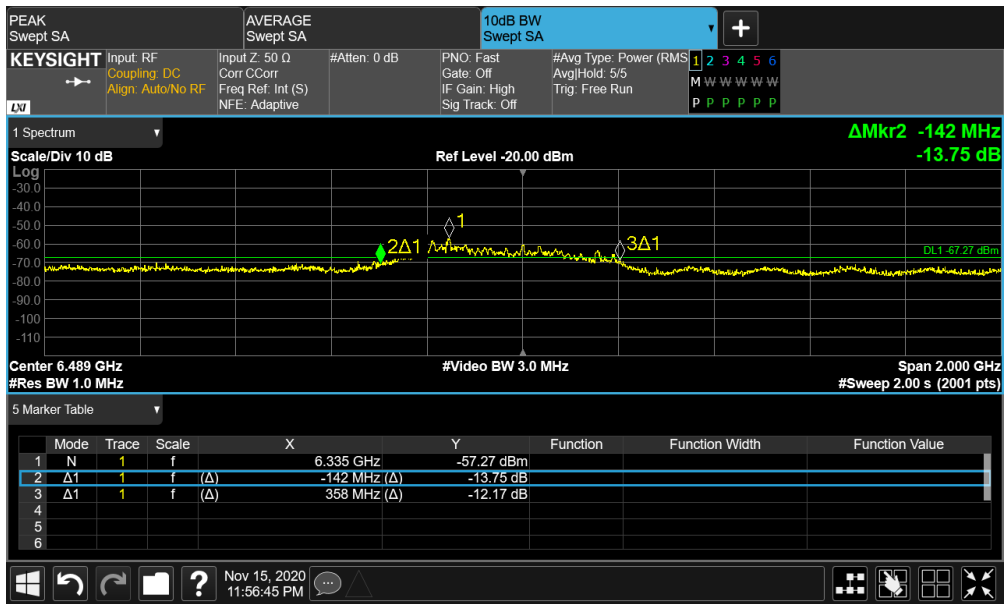 PEAK
Swept SA
AVERAGE
Swept SA
10dB BW
Swept SA
KEYSIGHT
LXI
Input: RF
Coupling: DC
Align: Auto/No RF
Input Z: 50 Ω
Corr CCorr
Freq Ref: Int (S)
NFE: Adaptive
#Atten: 0 dB
PNO: Fast
Gate: Off
IF Gain: High
Sig Track: Off
#Avg Type: Power (RMS
Avg|Hold: 5/5
Trig: Free Run
1 2 3 4 5 6
M W W W W W
P P P P P P
1 Spectrum
ΔMkr2 -142 MHz
-13.75 dB
Scale/Div 10 dB
Ref Level -20.00 dBm
Log
-30.0
-40.0
-50.0
-60.0
-70.0
-80.0
-90.0
-100
-110
1
2Δ1
3Δ1
DL1 -67.27 dBm
Center 6.489 GHz
#Video BW 3.0 MHz
Span 2.000 GHz
#Res BW 1.0 MHz
#Sweep 2.00 s (2001 pts)
5 Marker Table
Mode Trace Scale X Y Function Function Width Function Value
1 N 1 f 6.335 GHz -57.27 dBm
2 Δ1 1 f (Δ) -142 MHz (Δ) -13.75 dB
3 Δ1 1 f (Δ) 358 MHz (Δ) -12.17 dB
4
5
6
?
Nov 15, 2020
11:56:45 PM